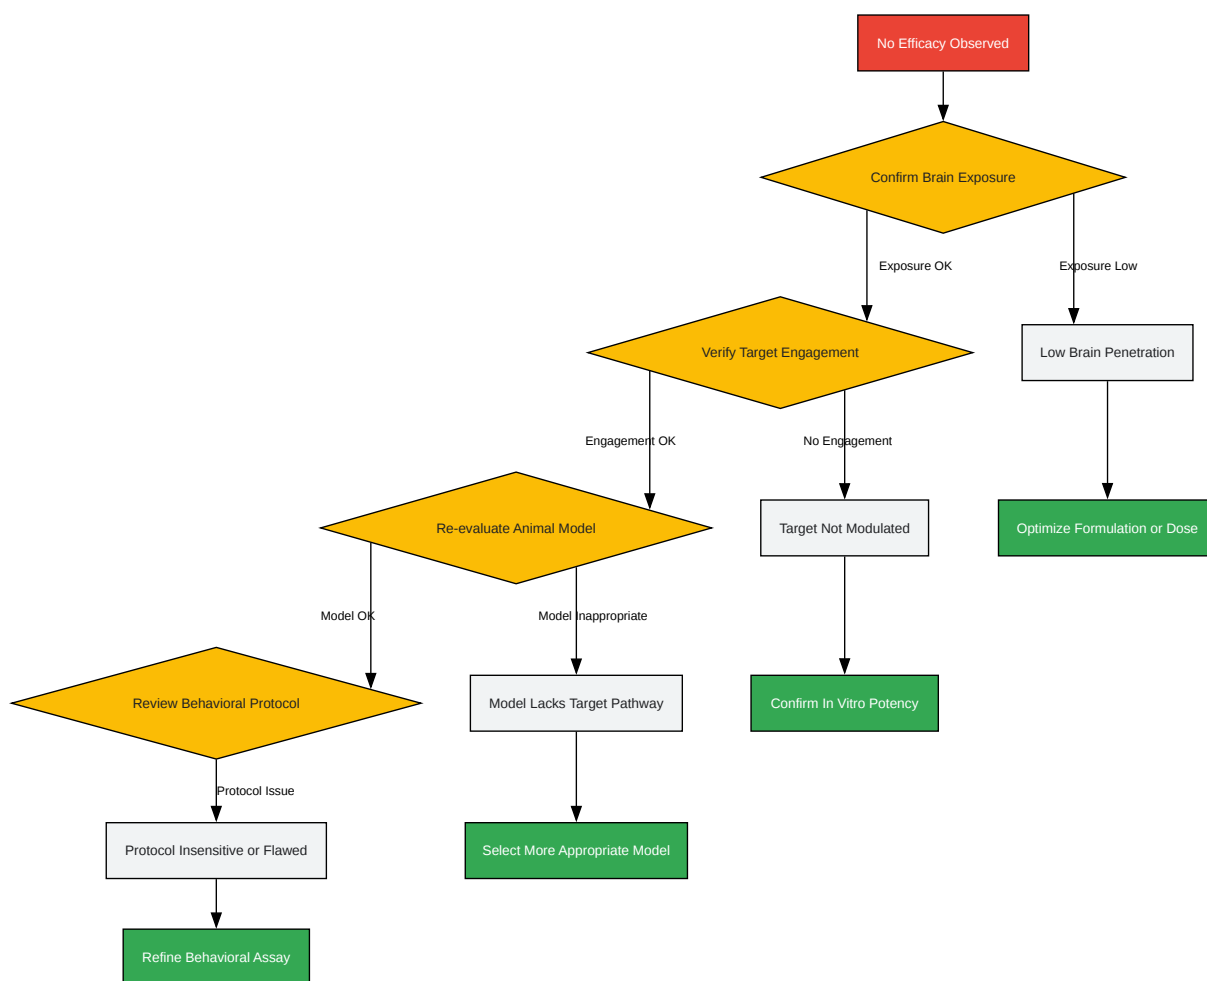 No Efficacy Observed
Confirm Brain Exposure
Exposure OK
Exposure Low
Verify Target Engagement
Low Brain Penetration
Engagement OK
No Engagement
Re-evaluate Animal Model
Target Not Modulated
Optimize Formulation or Dose
Model OK
Model Inappropriate
Review Behavioral Protocol
Model Lacks Target Pathway
Confirm In Vitro Potency
Protocol Issue
Protocol Insensitive or Flawed
Select More Appropriate Model
Refine Behavioral Assay